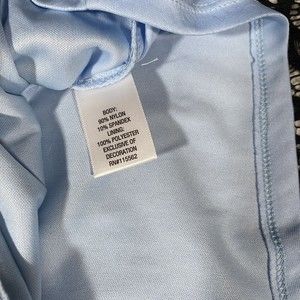 BODY:
90% NYLON
10% SPANDEX
LINING:
100% POLYESTER
EXCLUSIVE OF
DECORATION
RN#115562